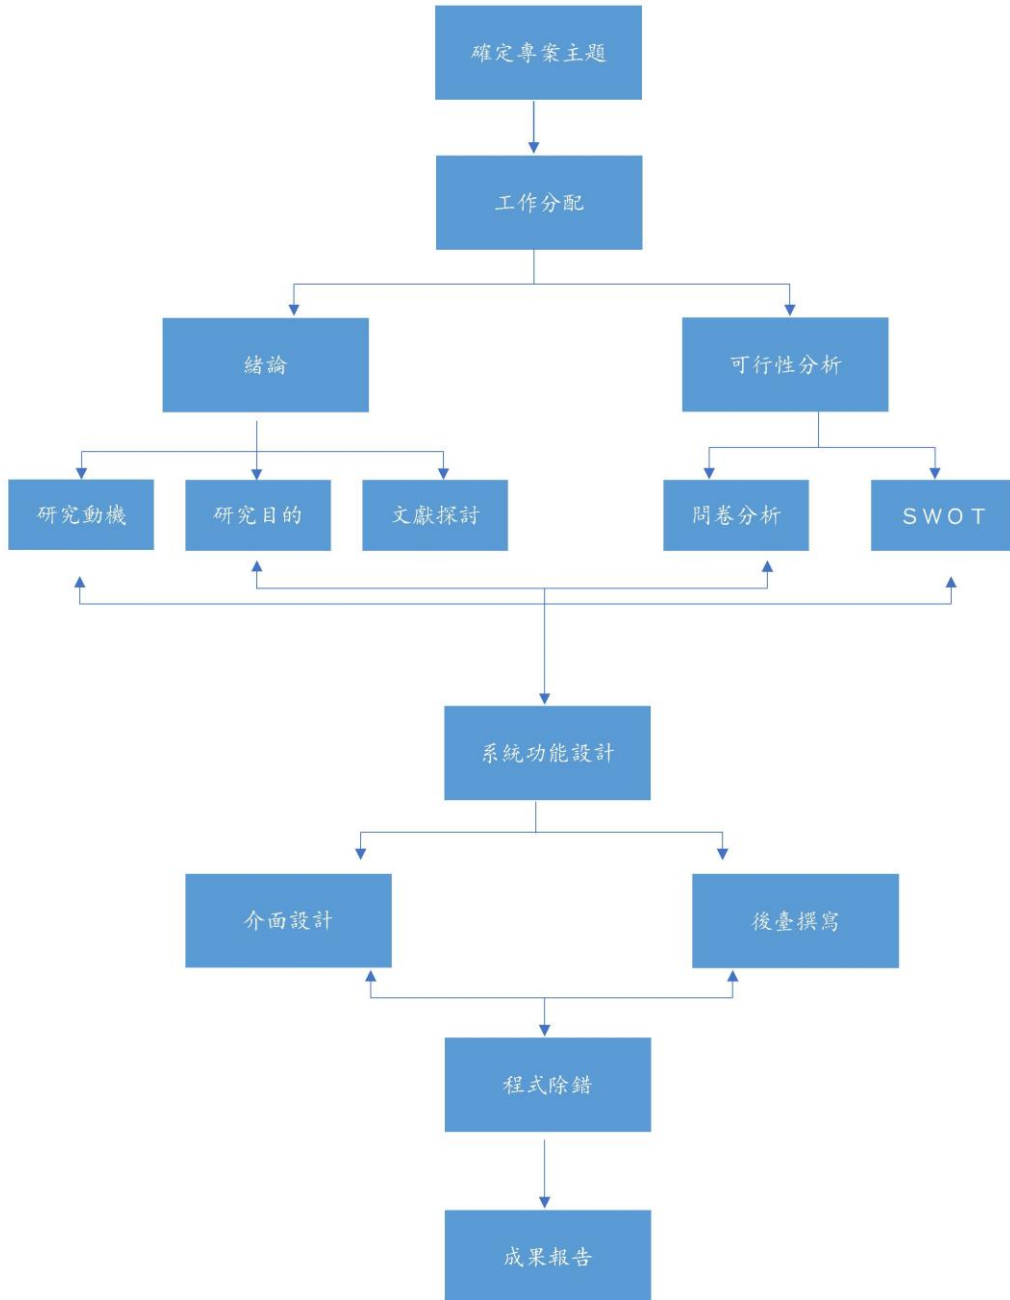 確定專案主題
工作分配
緒論
可行性分析
研究動機
研究目的
文獻探討
問卷分析
ＳＷＯＴ
系統功能設計
介面設計
後臺撰寫
程式除錯
成果報告